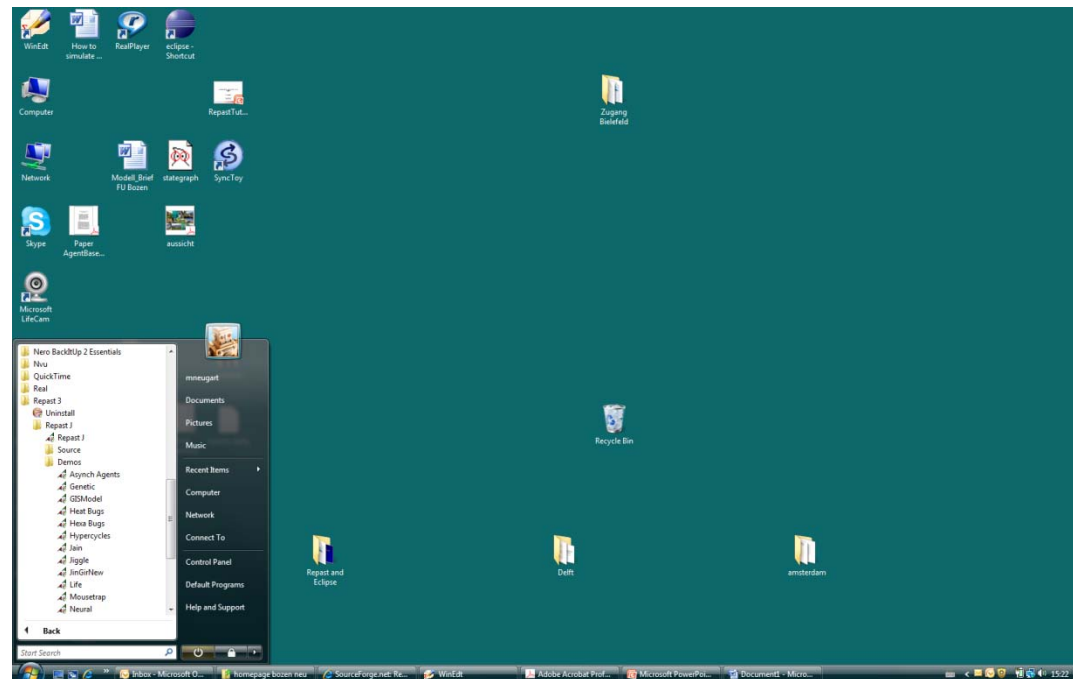 WinEdt
How to
simulate ...
RealPlayer
eclipse -
Shortcut
Computer
RepastTut...
Zugang
Bielefeld
Network
Modell_Brief
FU Bozen
stategraph
SyncToy
Skype
Paper
AgentBase...
aussicht
Microsoft
LifeCam
Nero BackItUp 2 Essentials
Nvu
QuickTime
Real
Repast 3
Uninstall
Repast J
Repast J
Source
Demos
Asynch Agents
Genetic
GISModel
Heat Bugs
Hexa Bugs
Hypercycles
Jain
Jiggle
JinGirNew
Life
Mousetrap
Neural
Back
Start Search
mneugart
Documents
Pictures
Music
Recent Items
Computer
Network
Connect To
Control Panel
Default Programs
Help and Support
Recycle Bin
Repast and
Eclipse
Delft
amsterdam
Inbox - Microsoft O...
homepage bozen neu
SourceForge.net: Re...
WinEdt
Adobe Acrobat Prof...
Microsoft PowerPoi...
Document1 - Micro...
15:22